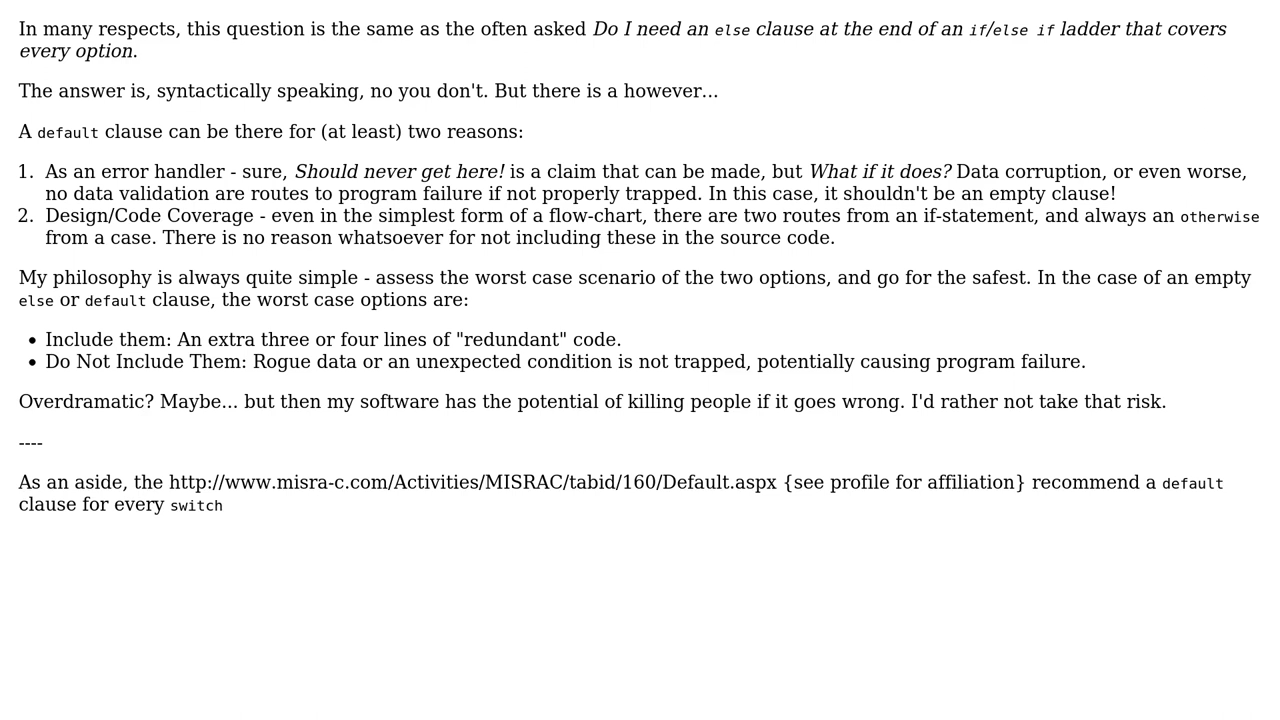 In many respects, this question is the same as the often asked Do I need an else clause at the end of an if/else if ladder that covers
every option.
The answer is, syntactically speaking, no you don't. But there is a however...
A default clause can be there for (at least) two reasons:
1. As an error handler - sure, Should never get here! is a claim that can be made, but What if it does? Data corruption, or even worse,
no data validation are routes to program failure if not properly trapped. In this case, it shouldn't be an empty clause!
2. Design/Code Coverage - even in the simplest form of a flow-chart, there are two routes from an if-statement, and always an otherwise
from a case. There is no reason whatsoever for not including these in the source code.
My philosophy is always quite simple - assess the worst case scenario of the two options, and go for the safest. In the case of an empty
else or default clause, the worst case options are:
• Include them: An extra three or four lines of "redundant" code.
• Do Not Include Them: Rogue data or an unexpected condition is not trapped, potentially causing program failure.
Overdramatic? Maybe... but then my software has the potential of killing people if it goes wrong. I'd rather not take that risk.
----
As an aside, the http://www.misra-c.com/Activities/MISRAC/tabid/160/Default.aspx {see profile for affiliation} recommend a default
clause for every switch